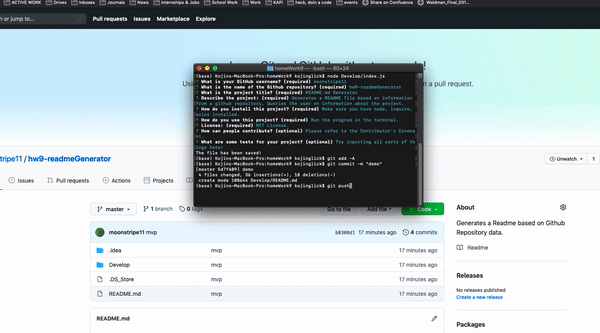 ACTIVE WORK Drives Inboxes Journals News Internships & Jobs School Work Work KAPI heck, doin a code events Share on Confluence Waldman_Final_031...
Pull requests Issues Marketplace Explore
homeWork9 — -bash — 80×24
(base) Kojins-MacBook-Pro:homeWork9 kojinglick$ node Develop/index.js
? What is your GitHub username? (required) moonstripe11
? What is the name of the Github repository? (required) hw9-readmeGenerator
? What is the project title? (required) README.md Generator
? Describe the project: (required) Generates a README file based on information
from a github repository. Queries the user on information about the project.
? How do you install this project? (required) Make sure you have node, inquire,
axios installed
? How do you use this project? (required) Run the program in the terminal.
? License: (required) MIT License.
? How can people contribute? (optional) Please refer to the Contributor's Covena
nt.
? What are some tests for your project? (optional) Try inputting all sorts of th
ings here!
The file has been saved!
(base) Kojins-MacBook-Pro:homeWork9 kojinglick$ git add -A
(base) Kojins-MacBook-Pro:homeWork9 kojinglick$ git commit -m "demo"
[master 5d7f689] demo
4 files changed, 36 insertions(+), 18 deletions(-)
create mode 100644 Develop/README.md
(base) Kojins-MacBook-Pro:homeWork9 kojinglick$ git push
Usi
a pull request.
stripe11 / hw9-readmeGenerator
Unwatch 1
Issues Pull requests Actions Projects
master 1 branch 0 tags Go to file Add file Code
moonstripe11 mvp b0300d1 17 minutes ago 4 commits
.idea mvp 17 minutes ago
Develop mvp 17 minutes ago
.DS_Store mvp 17 minutes ago
README.md mvp 17 minutes ago
README.md
About
Generates a Readme based on Github
Repository data.
Readme
Releases
No releases published
Create a new release
Packages